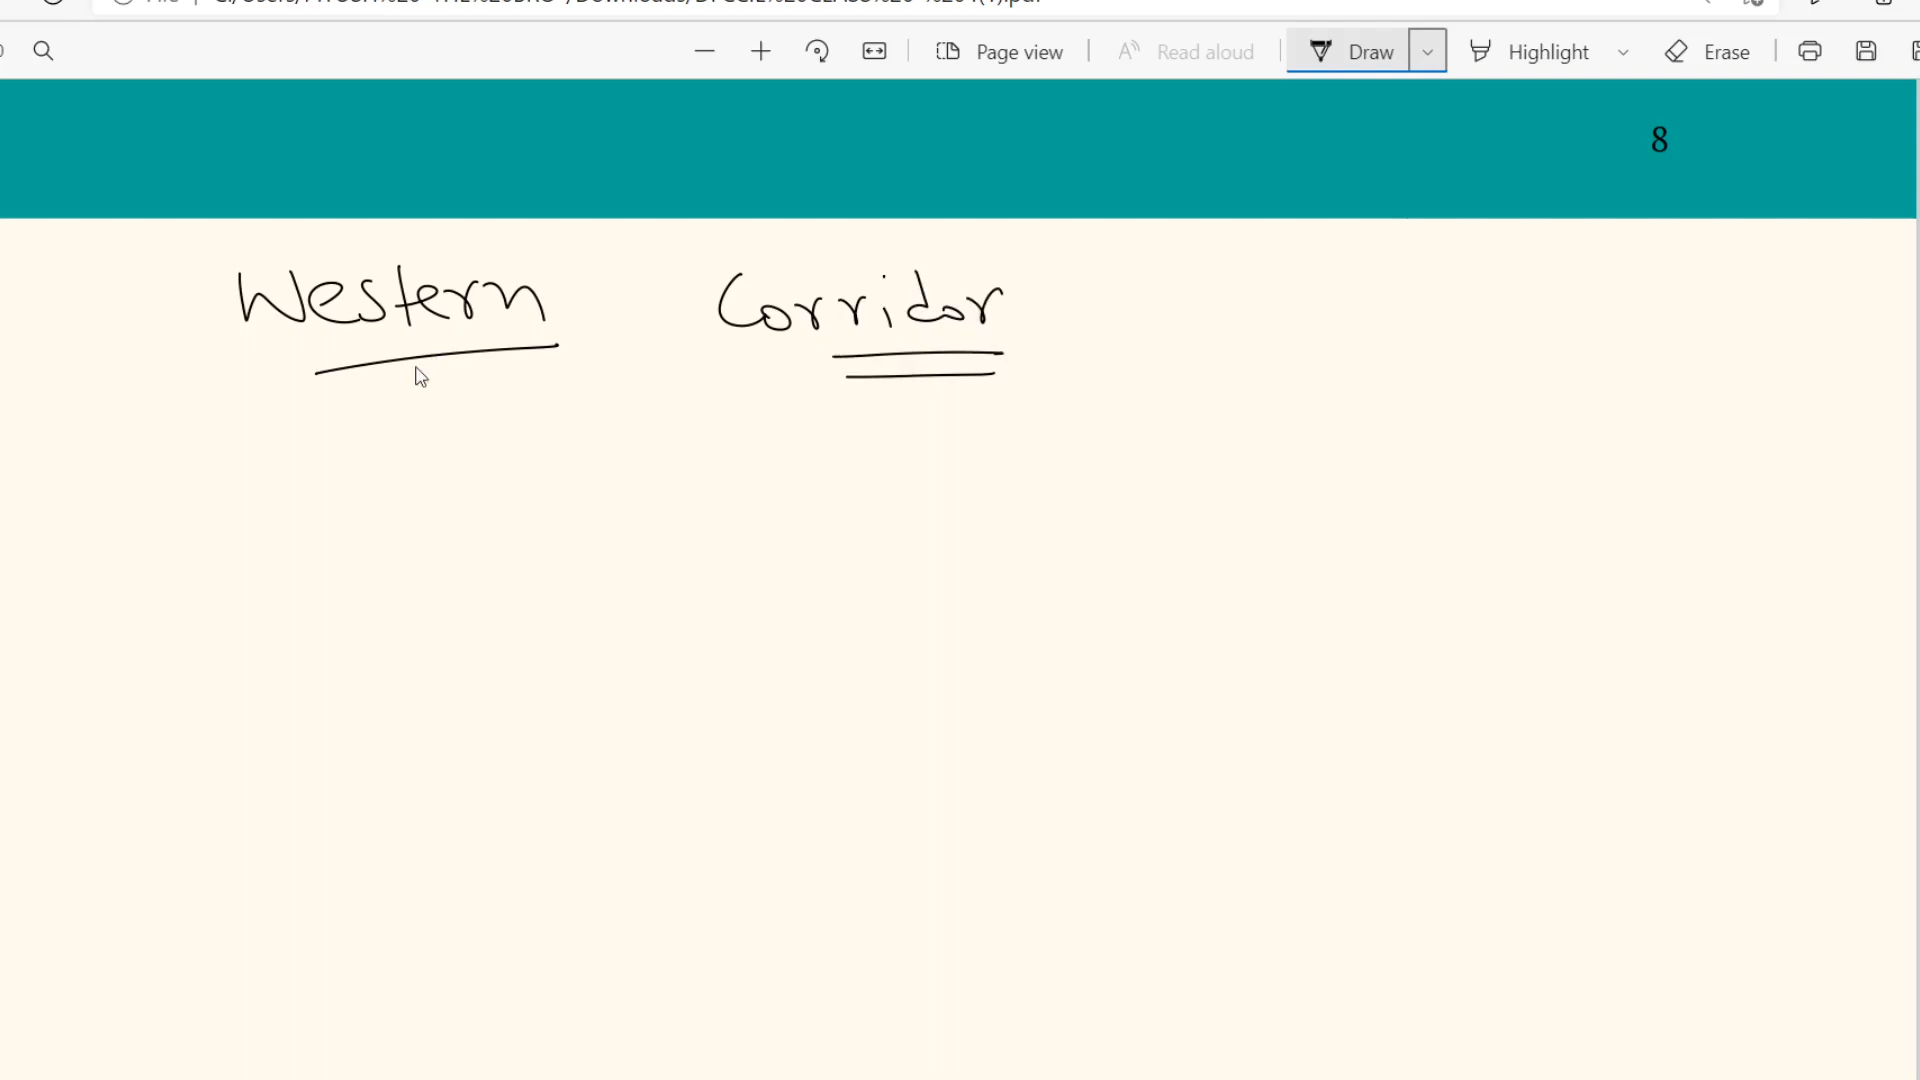 Page view
Read aloud
Draw
Highlight
Erase
8
Western Corridor